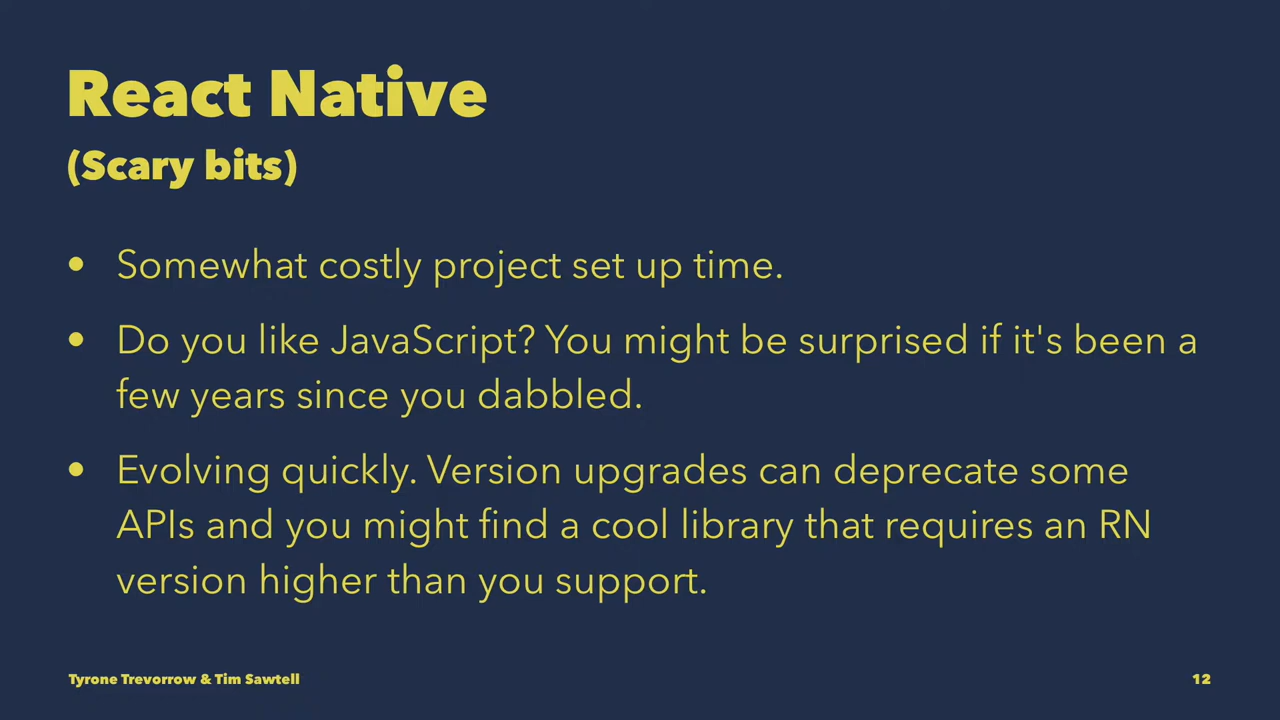 React Native
(Scary bits)
• Somewhat costly project set up time.
• Do you like JavaScript? You might be surprised if it's been a
few years since you dabbled.
• Evolving quickly. Version upgrades can deprecate some
APIs and you might find a cool library that requires an RN
version higher than you support.
Tyrone Trevorrow & Tim Sawtell
12